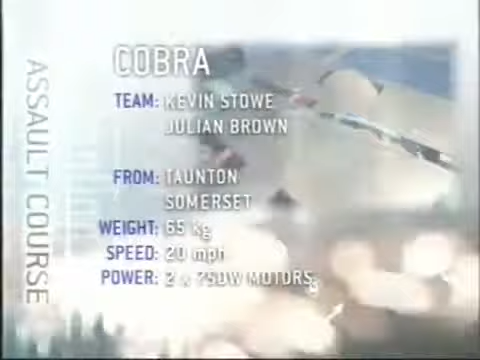 COBRA
TEAM: KEVIN STOWE
JULIAN BROWN
FROM: TAUNTON
SOMERSET
WEIGHT: 65 kg
SPEED: 20 mph
POWER: 2 x 750W MOTORS
ASSAULT COURSE